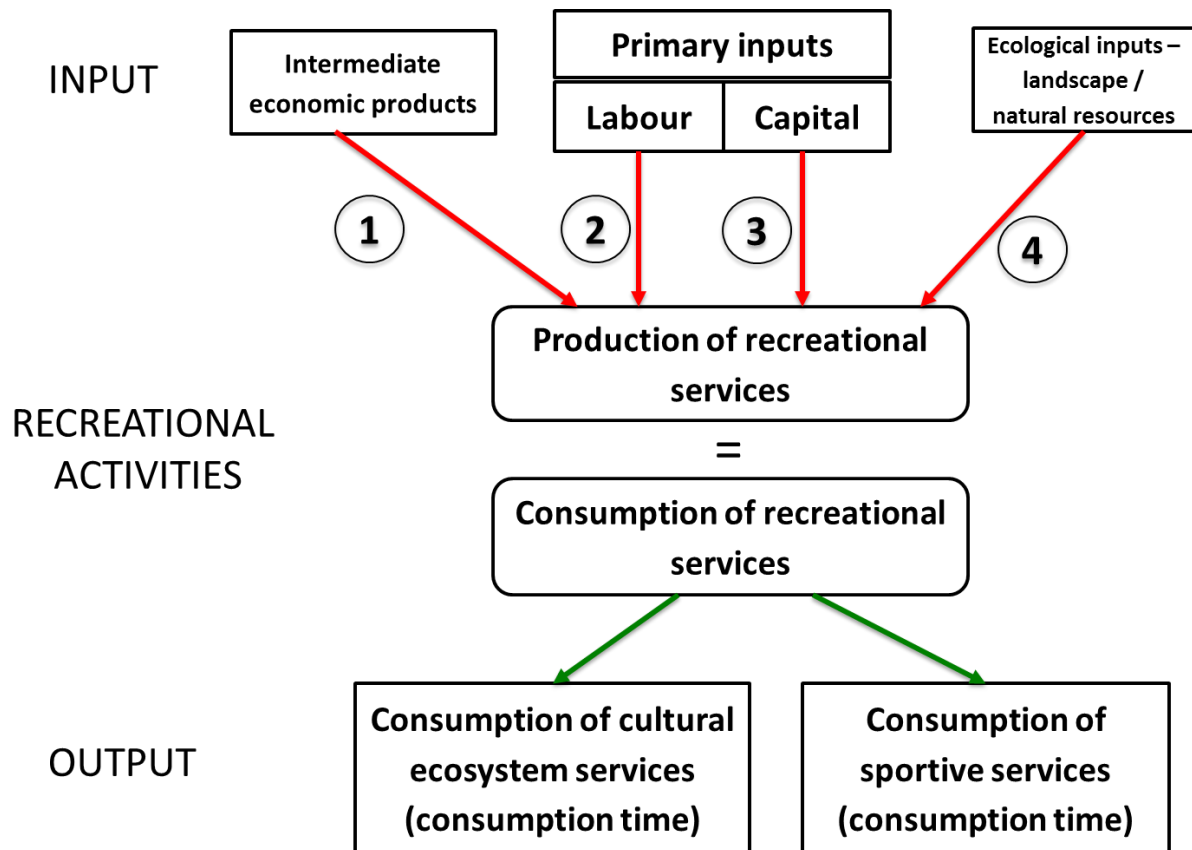 INPUT
Intermediate
economic products
Primary inputs
Labour
Capital
Ecological inputs –
landscape /
natural resources
1
2
3
4
Production of recreational
services
RECREATIONAL
ACTIVITIES
=
Consumption of recreational
services
OUTPUT
Consumption of cultural
ecosystem services
(consumption time)
Consumption of
sportive services
(consumption time)